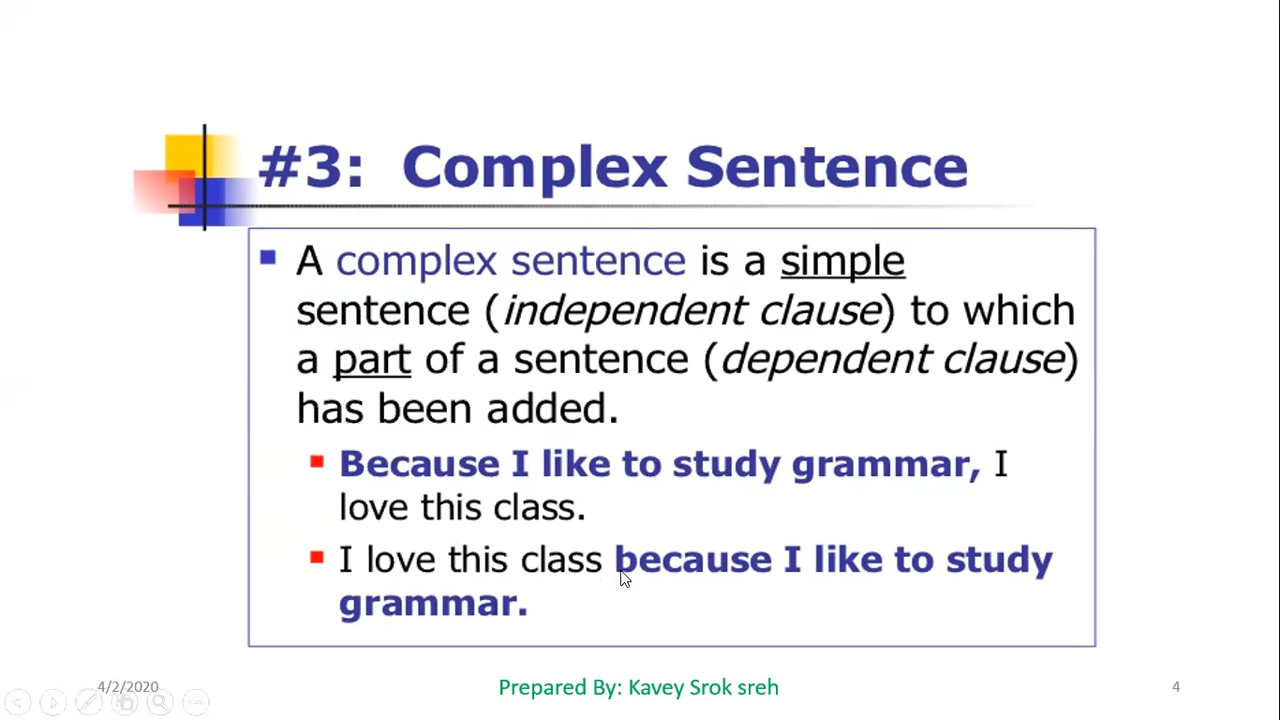 #3: Complex Sentence
A complex sentence is a simple
sentence (independent clause) to which
a part of a sentence (dependent clause)
has been added.
Because I like to study grammar, I
love this class.
I love this class because I like to study
grammar.
4/2/2020
Prepared By: Kavey Srok sreh
4